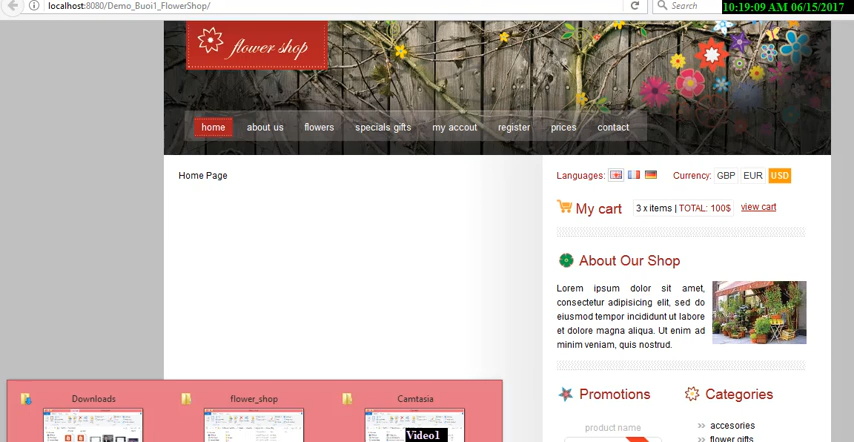 localhost:8080/Demo_Buoi1_FlowerShop/
Search
10:19:09 AM 06/15/2017
flower shop
home about us flowers specials gifts my accout register prices contact
Home Page
Languages: Currency: GBP EUR USD
My cart 3 x items | TOTAL: 100$ view cart
About Our Shop
Lorem ipsum dolor sit amet,
consectetur adipisicing elit, sed do
eiusmod tempor incididunt ut labore
et dolore magna aliqua. Ut enim ad
minim veniam, quis nostrud.
Promotions Categories
product name
accesories
flower gifts
Downloads flower_shop Camtasia
Video1